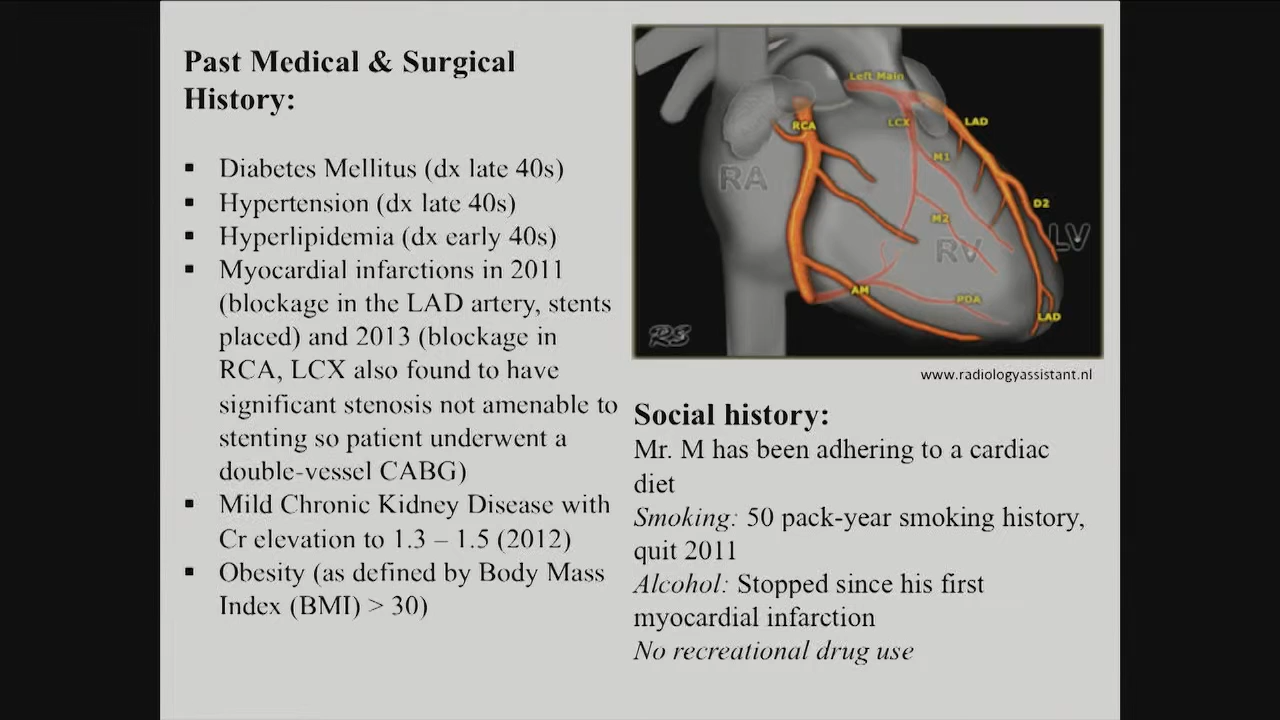 Past Medical & Surgical
History:
▪ Diabetes Mellitus (dx late 40s)
▪ Hypertension (dx late 40s)
▪ Hyperlipidemia (dx early 40s)
▪ Myocardial infarctions in 2011
(blockage in the LAD artery, stents
placed) and 2013 (blockage in
RCA, LCX also found to have
significant stenosis not amenable to
stenting so patient underwent a
double-vessel CABG)
▪ Mild Chronic Kidney Disease with
Cr elevation to 1.3 – 1.5 (2012)
▪ Obesity (as defined by Body Mass
Index (BMI) > 30)
Left Main
RCA
LCX
LAD
M1
RA
D2
M2
RV
LV
AM
PDA
LAD
RS
www.radiologyassistant.nl
Social history:
Mr. M has been adhering to a cardiac
diet
Smoking: 50 pack-year smoking history,
quit 2011
Alcohol: Stopped since his first
myocardial infarction
No recreational drug use